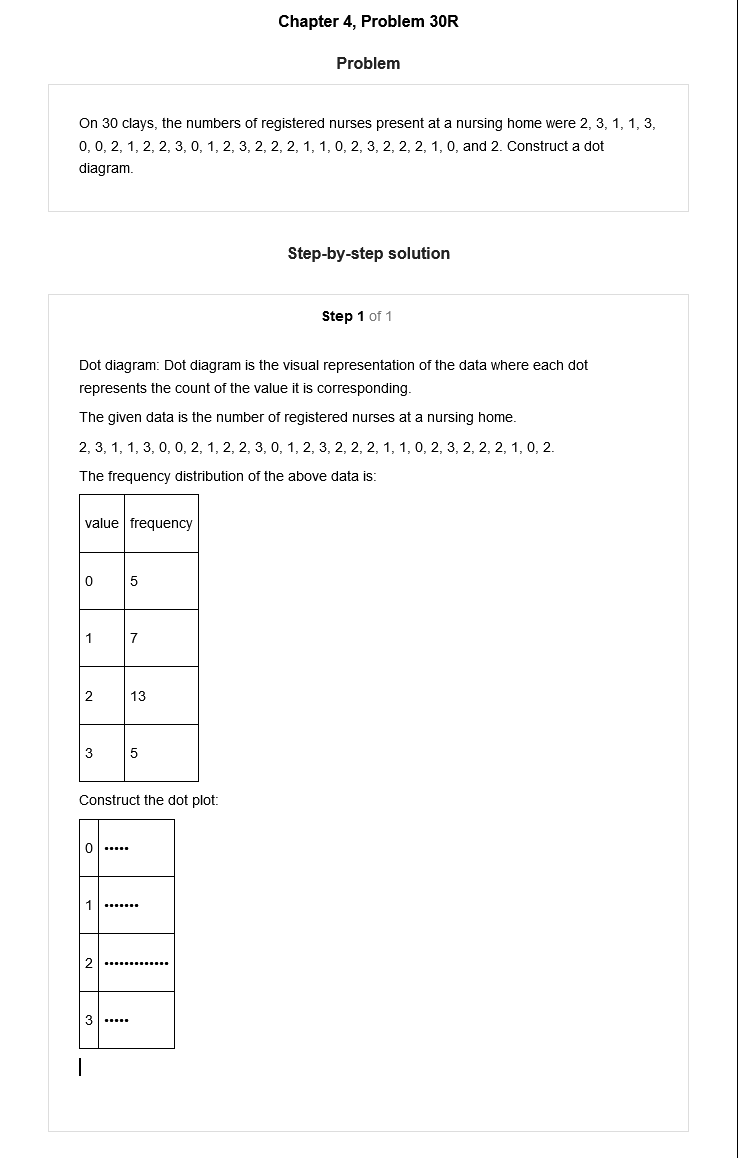 Chapter 4, Problem 30R
Problem
On 30 clays, the numbers of registered nurses present at a nursing home were 2, 3, 1, 1, 3,
0, 0, 2, 1, 2, 2, 3, 0, 1, 2, 3, 2, 2, 2, 1, 1, 0, 2, 3, 2, 2, 2, 1, 0, and 2. Construct a dot
diagram.
Step-by-step solution
Step 1 of 1
Dot diagram: Dot diagram is the visual representation of the data where each dot
represents the count of the value it is corresponding.
The given data is the number of registered nurses at a nursing home.
2, 3, 1, 1, 3, 0, 0, 2, 1, 2, 2, 3, 0, 1, 2, 3, 2, 2, 2, 1, 1, 0, 2, 3, 2, 2, 2, 1, 0, 2.
The frequency distribution of the above data is:
value frequency
0 5
1 7
2 13
3 5
Construct the dot plot:
0 •••••
1 •••••••
2 •••••••••••••
3 •••••